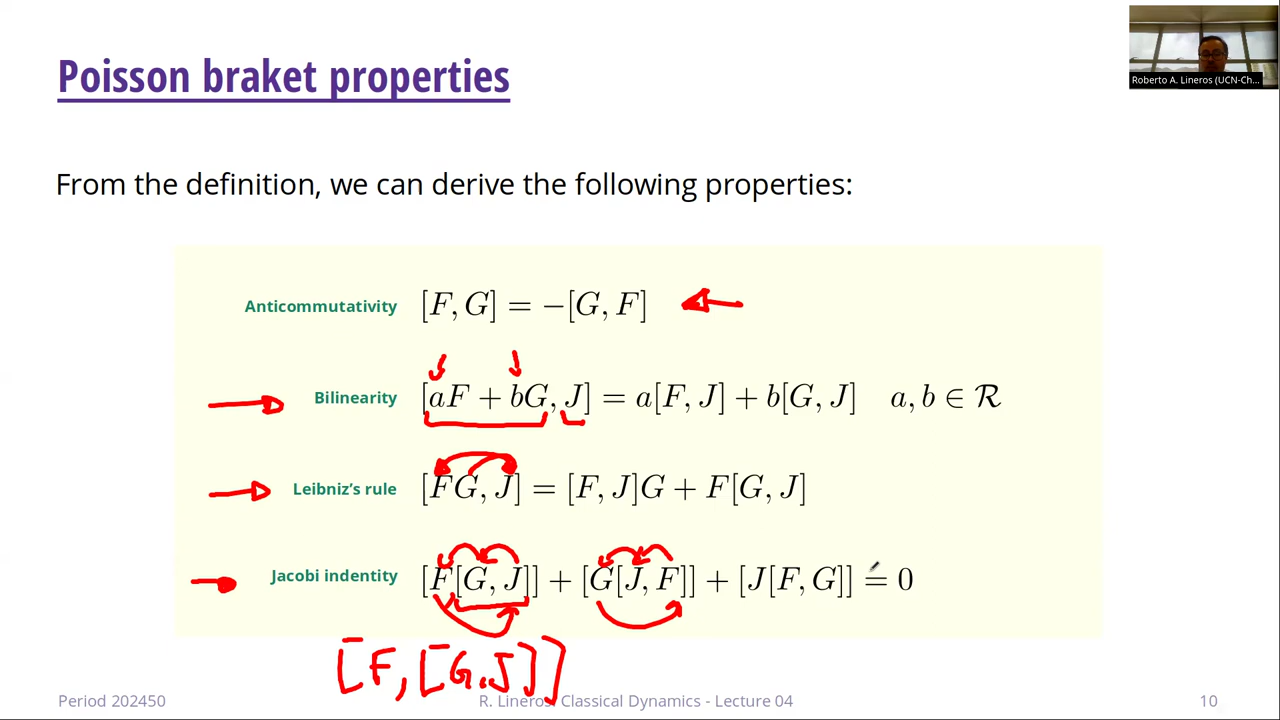 Poisson braket properties
Roberto A. Lineros (UCN-Ch...
From the definition, we can derive the following properties:
Anticommutativity [F, G] = −[G, F]
Bilinearity [aF + bG, J] = a[F, J] + b[G, J] a, b ∈ ℛ
Leibniz's rule [FG, J] = [F, J]G + F[G, J]
Jacobi indentity [F[G, J]] + [G[J, F]] + [J[F, G]] = 0
[F, [G,J]]
Period 202450 R. Lineros, Classical Dynamics - Lecture 04 10